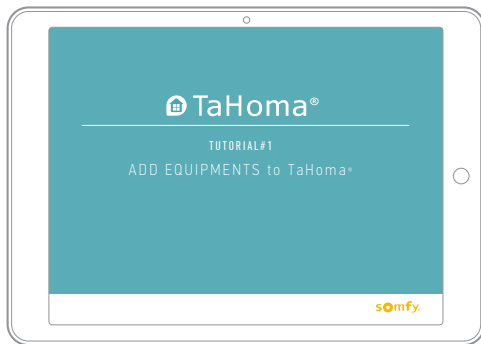 TaHoma®
TUTORIAL#1
ADD EQUIPMENTS to TaHoma®
somfy.